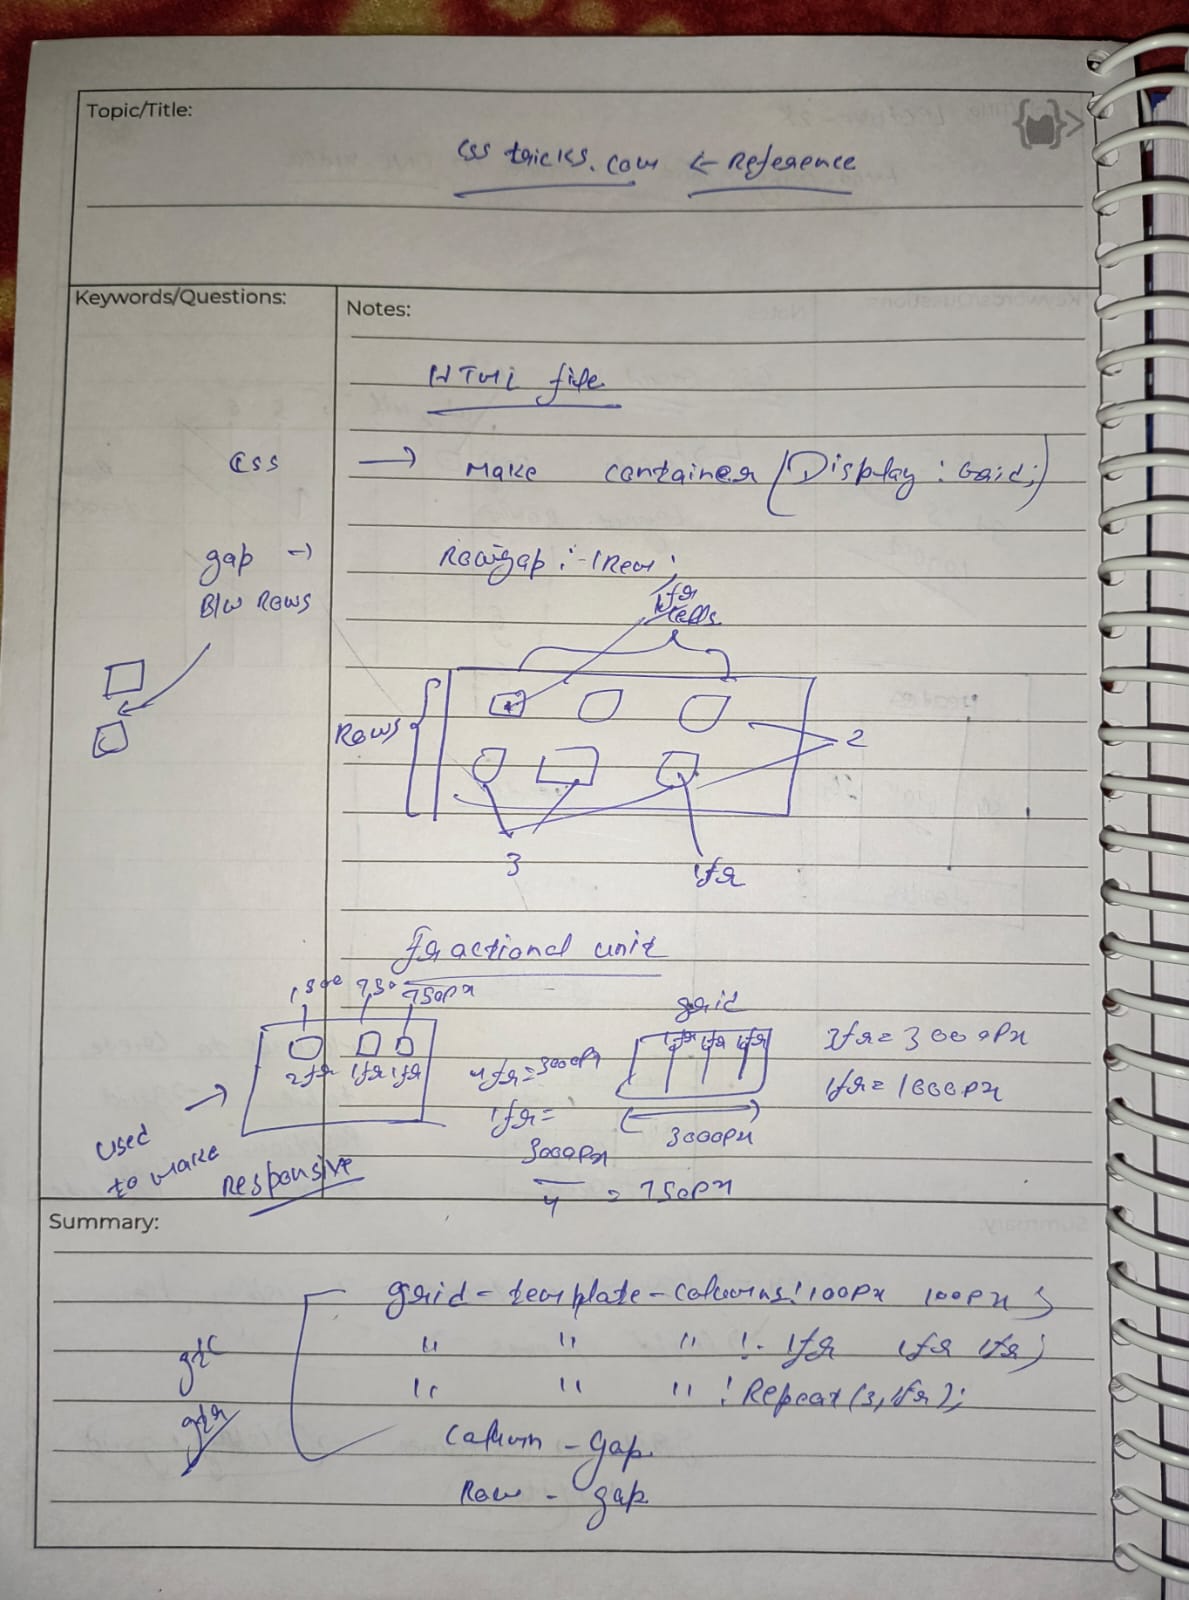 Topic/Title:
{ }>
css tricks.com ← Reference
Keywords/Questions:
Notes:
HTML file
css → Make container (Display : Grid;)
gap →
B/w Rows
Row gap :- 1Rem ;
1fr
cells
Rows
2
3
1fr
fractional unit
1500 750 750px
2fr 1fr 1fr
4fr = 3000px
1fr =
3000px
4
= 750px
grid
1fr 1fr 1fr
3000px
3fr = 3000px
1fr = 1000px
Used
to make
Responsive
Summary:
grid - template - columns : 100px 100px ;
gtc " " " : 1fr 1fr 1fr ;
" " " : Repeat (3, 1fr) ;
gtr
Column - Gap
Row - gap